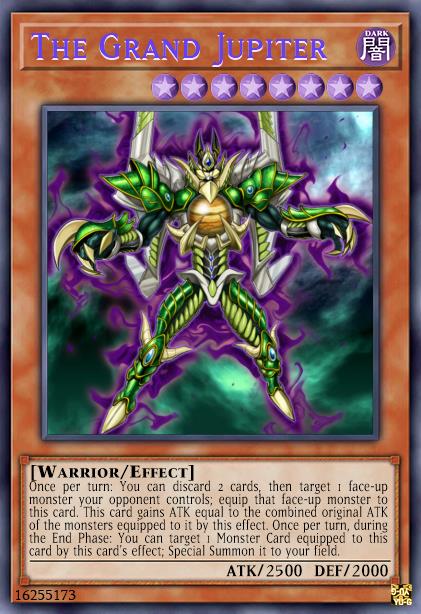 The Grand Jupiter
DARK
闇
[Warrior/Effect]
Once per turn: You can discard 2 cards, then target 1 face-up
monster your opponent controls; equip that face-up monster to
this card. This card gains ATK equal to the combined original ATK
of the monsters equipped to it by this effect. Once per turn, during
the End Phase: You can target 1 Monster Card equipped to this
card by this card's effect; Special Summon it to your field.
ATK/2500 DEF/2000
16255173